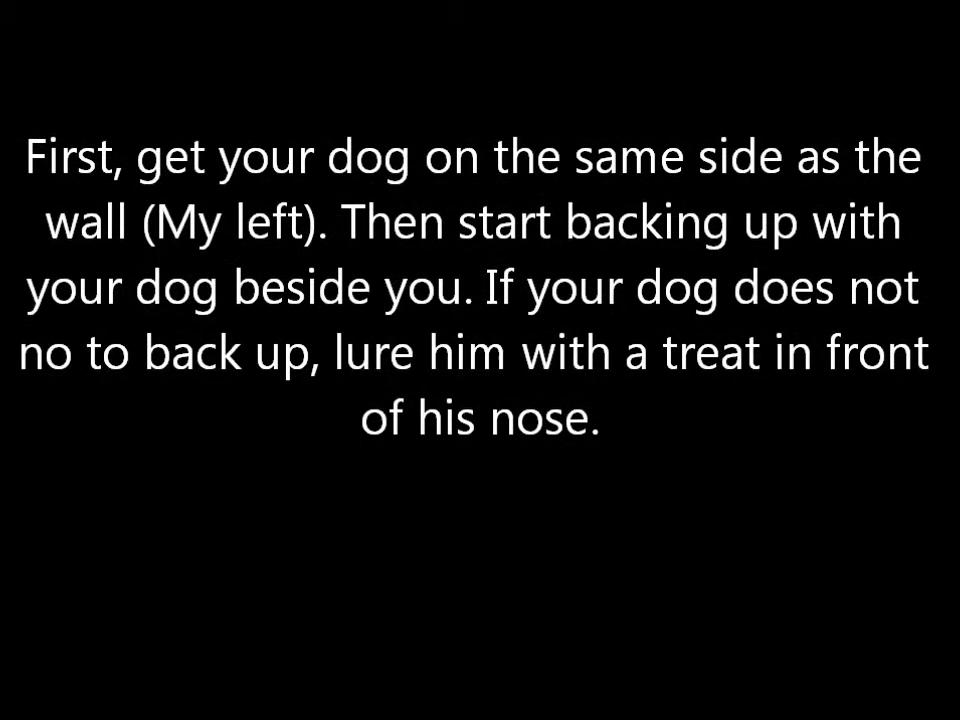 First, get your dog on the same side as the
wall (My left). Then start backing up with
your dog beside you. If your dog does not
no to back up, lure him with a treat in front
of his nose.